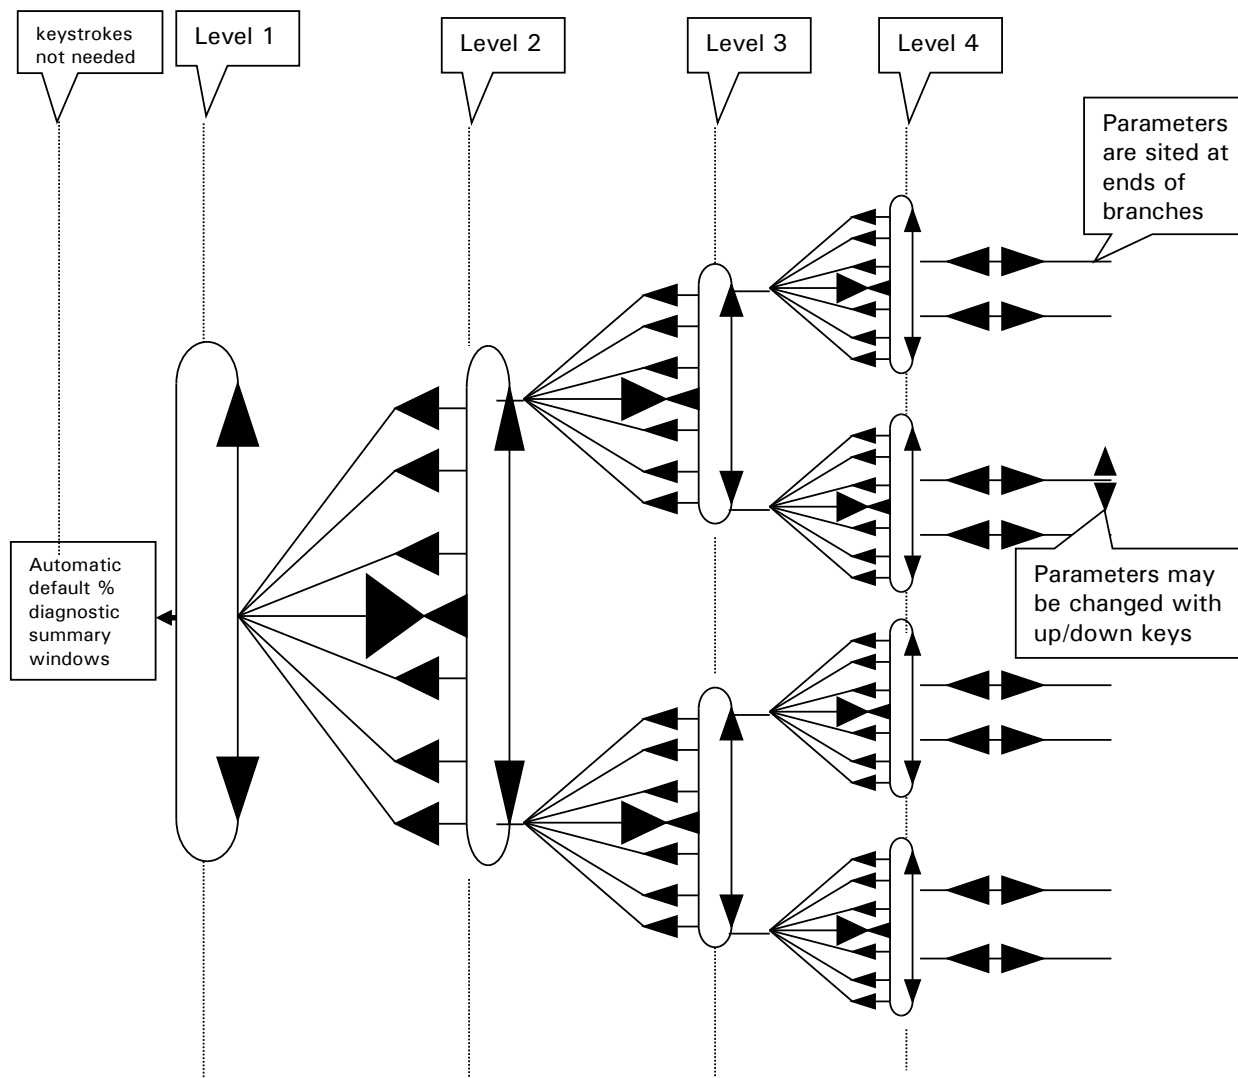 keystrokes
not needed
Level 1
Level 2
Level 3
Level 4
Parameters
are sited at
ends of
branches
Automatic
default %
diagnostic
summary
windows
Parameters may
be changed with
up/down keys